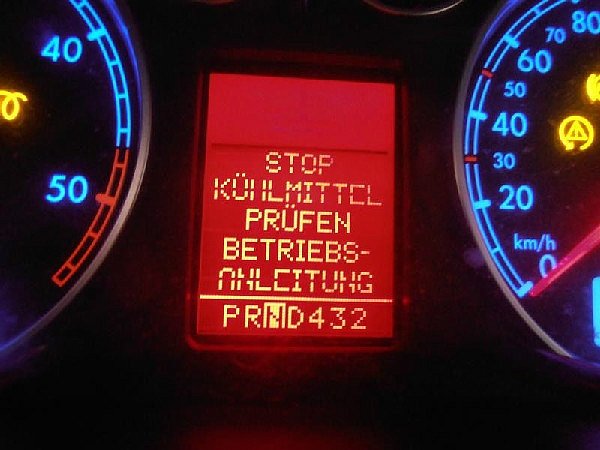 40
50
STOP
KÜHLMITTEL
PRÜFEN
BETRIEBS-
ANLEITUNG
PRND432
80
70
60
50
40
30
20
km/h
0